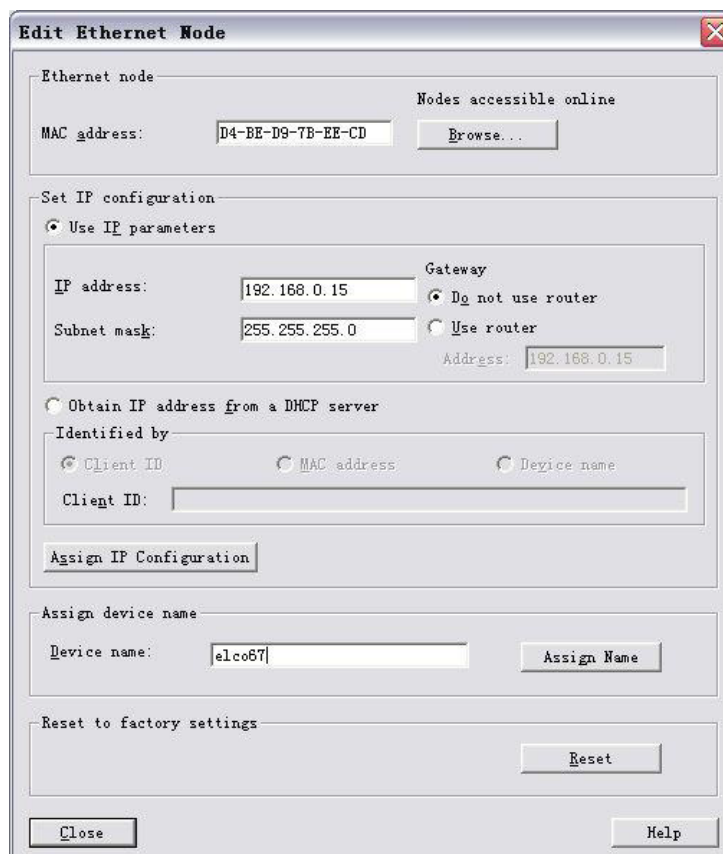 Edit Ethernet Node
Ethernet node
Nodes accessible online
MAC address: D4-BE-D9-7B-EE-CD Browse...
Set IP configuration
Use IP parameters
Gateway
IP address: 192.168.0.15 Do not use router
Subnet mask: 255.255.255.0 Use router
Address: 192.168.0.15
Obtain IP address from a DHCP server
Identified by
Client ID MAC address Device name
Client ID:
Assign IP Configuration
Assign device name
Device name: elco67 Assign Name
Reset to factory settings
Reset
Close Help